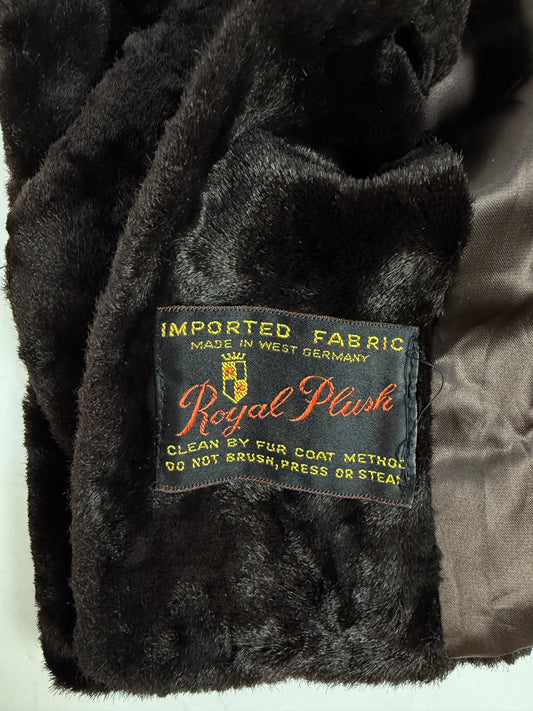 IMPORTED FABRIC
MADE IN WEST GERMANY
Royal Plush
CLEAN BY FUR COAT METHOD
DO NOT BRUSH, PRESS OR STEAM